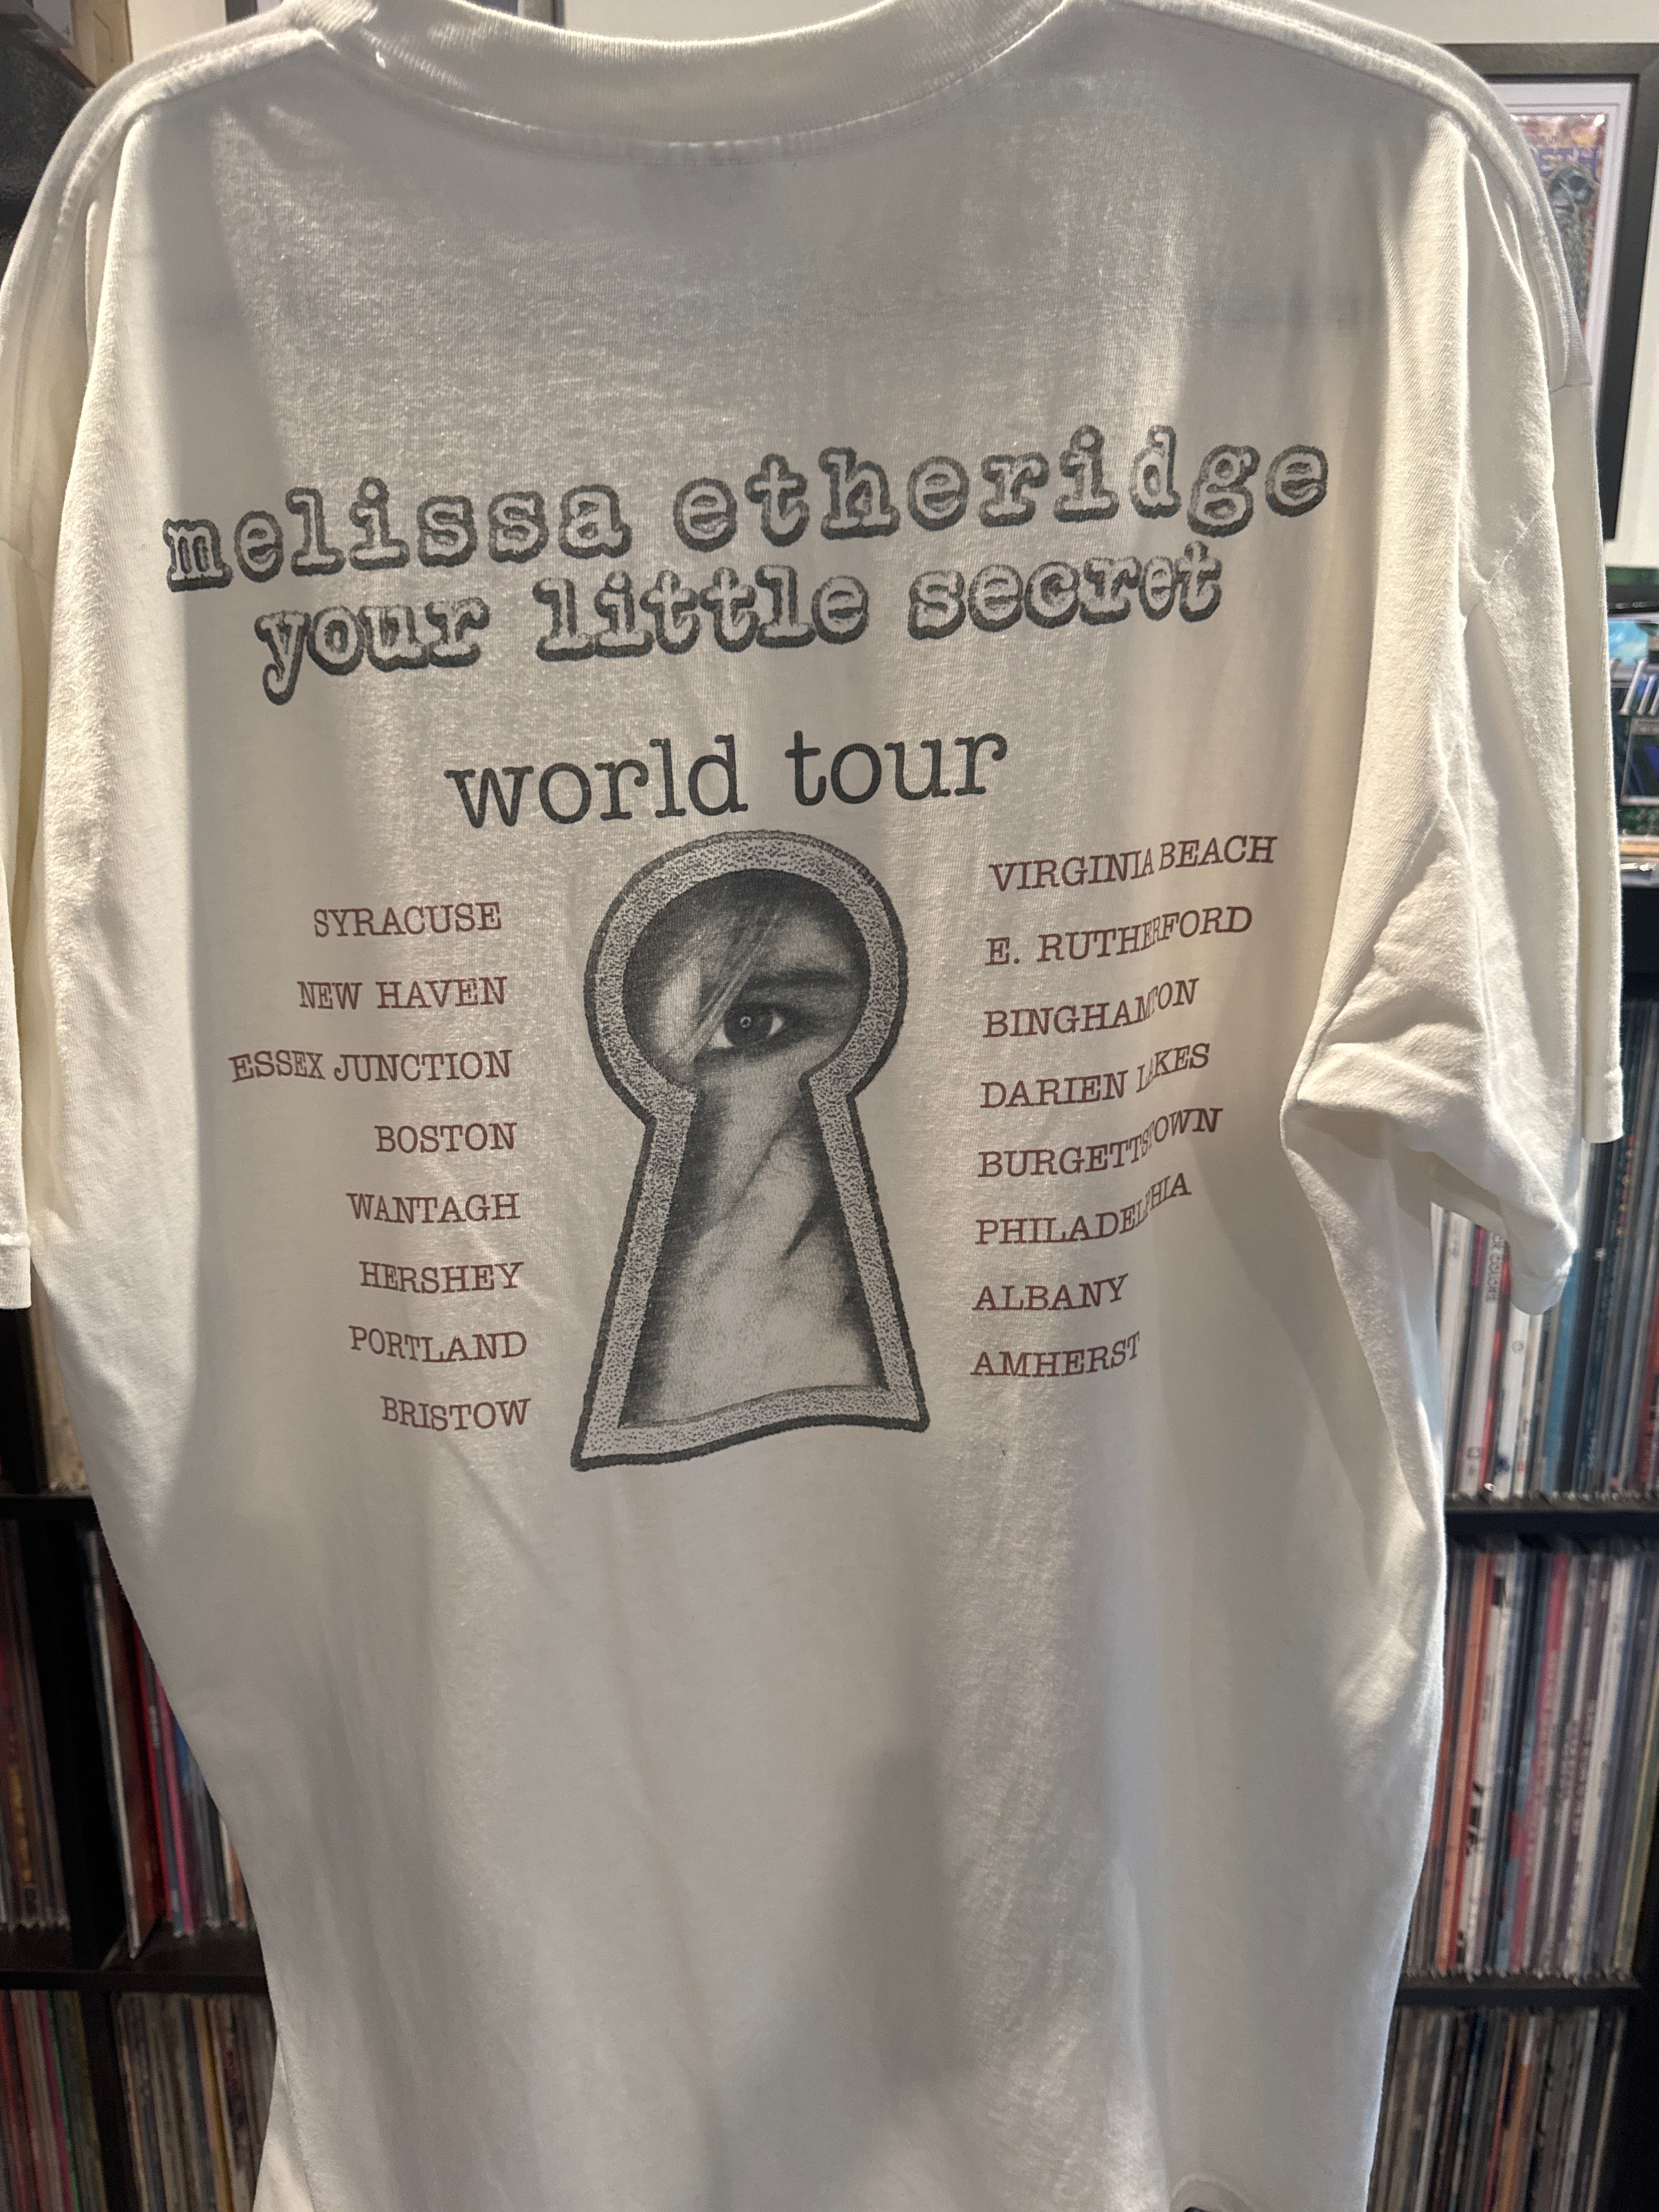 melissa etheridge
your little secret
world tour
SYRACUSE
NEW HAVEN
ESSEX JUNCTION
BOSTON
WANTAGH
HERSHEY
PORTLAND
BRISTOW
VIRGINIA BEACH
E. RUTHERFORD
BINGHAMTON
DARIEN LAKES
BURGETTSTOWN
PHILADELPHIA
ALBANY
AMHERST